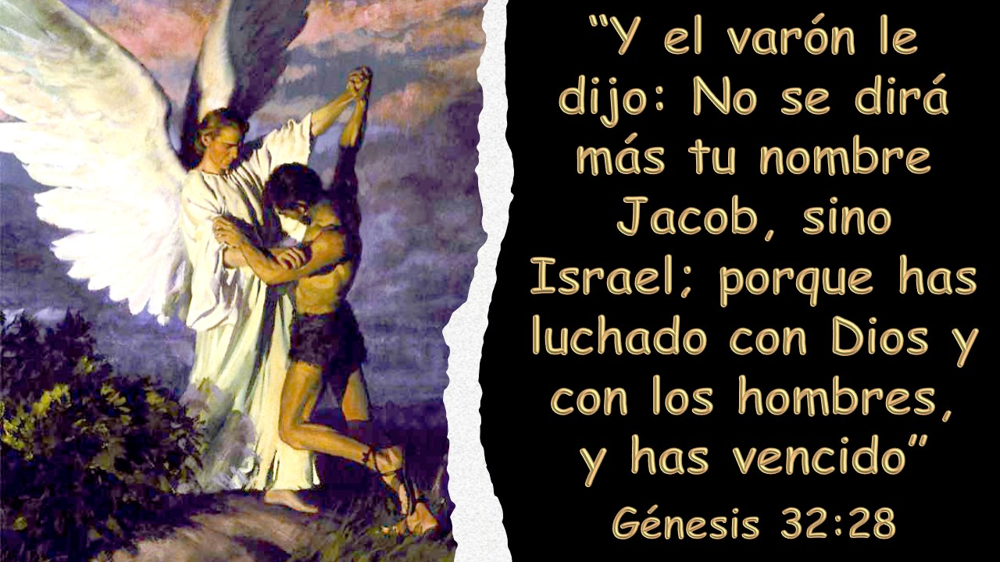 “Y el varón le
dijo: No se dirá
más tu nombre
Jacob, sino
Israel; porque has
luchado con Dios y
con los hombres,
y has vencido”
Génesis 32:28